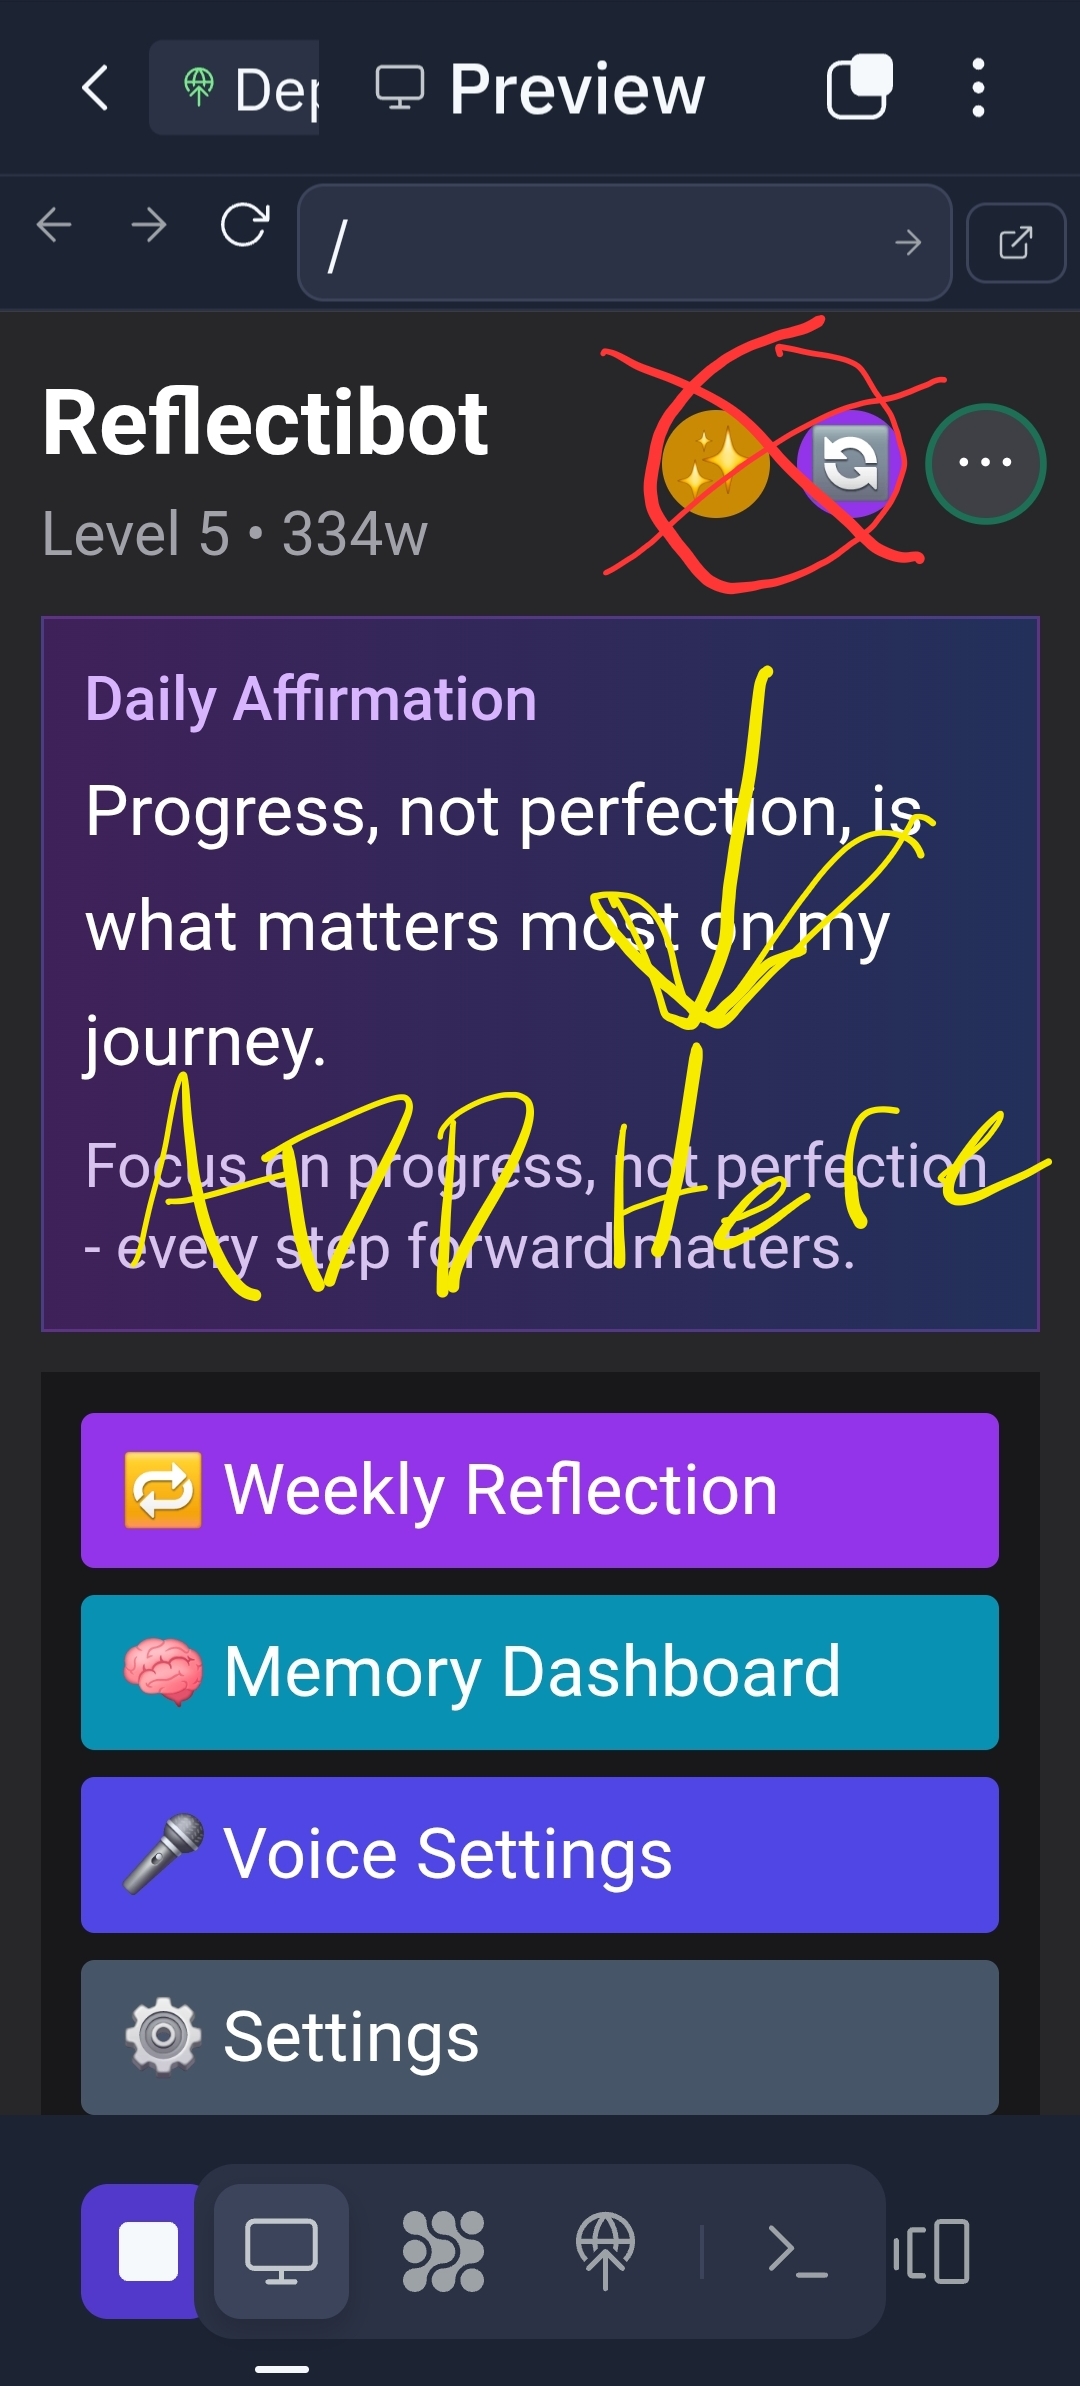 Dep Preview
/
Reflectibot
Level 5 • 334w
Daily Affirmation
Progress, not perfection, is
what matters most on my
journey.
Focus on progress, not perfection
- every step forward matters.
ADD Here
Weekly Reflection
Memory Dashboard
Voice Settings
Settings